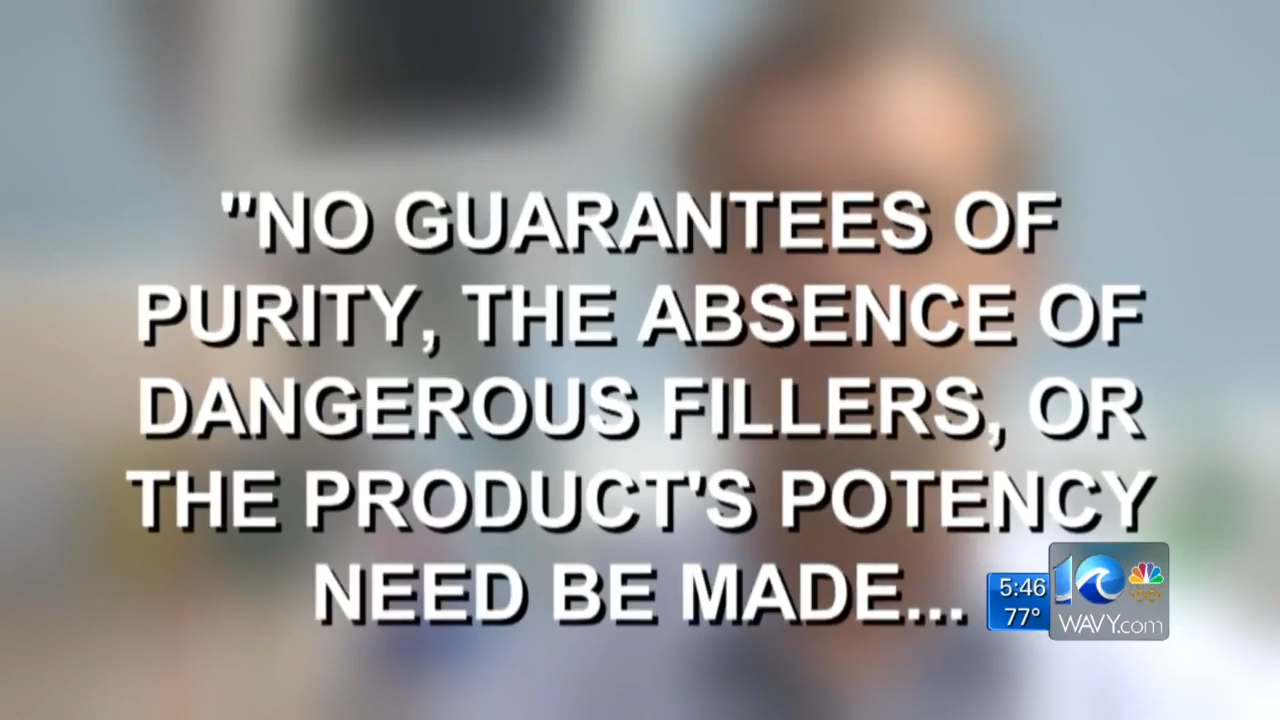 "NO GUARANTEES OF
PURITY, THE ABSENCE OF
DANGEROUS FILLERS, OR
THE PRODUCT'S POTENCY
NEED BE MADE...
5:46
77°
10
WAVY.com